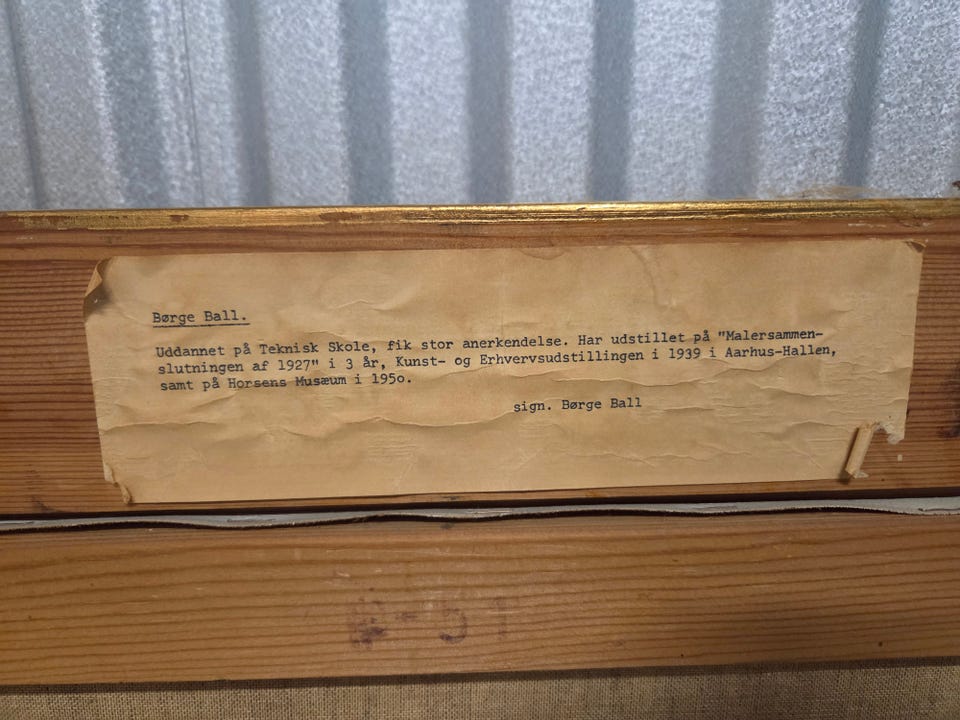 Børge Ball.
Uddannet på Teknisk Skole, fik stor anerkendelse. Har udstillet på "Malersammen-
slutningen af 1927" i 3 år, Kunst- og Erhvervsudstillingen i 1939 i Aarhus-Hallen,
samt på Horsens Musæum i 195o.
sign. Børge Ball